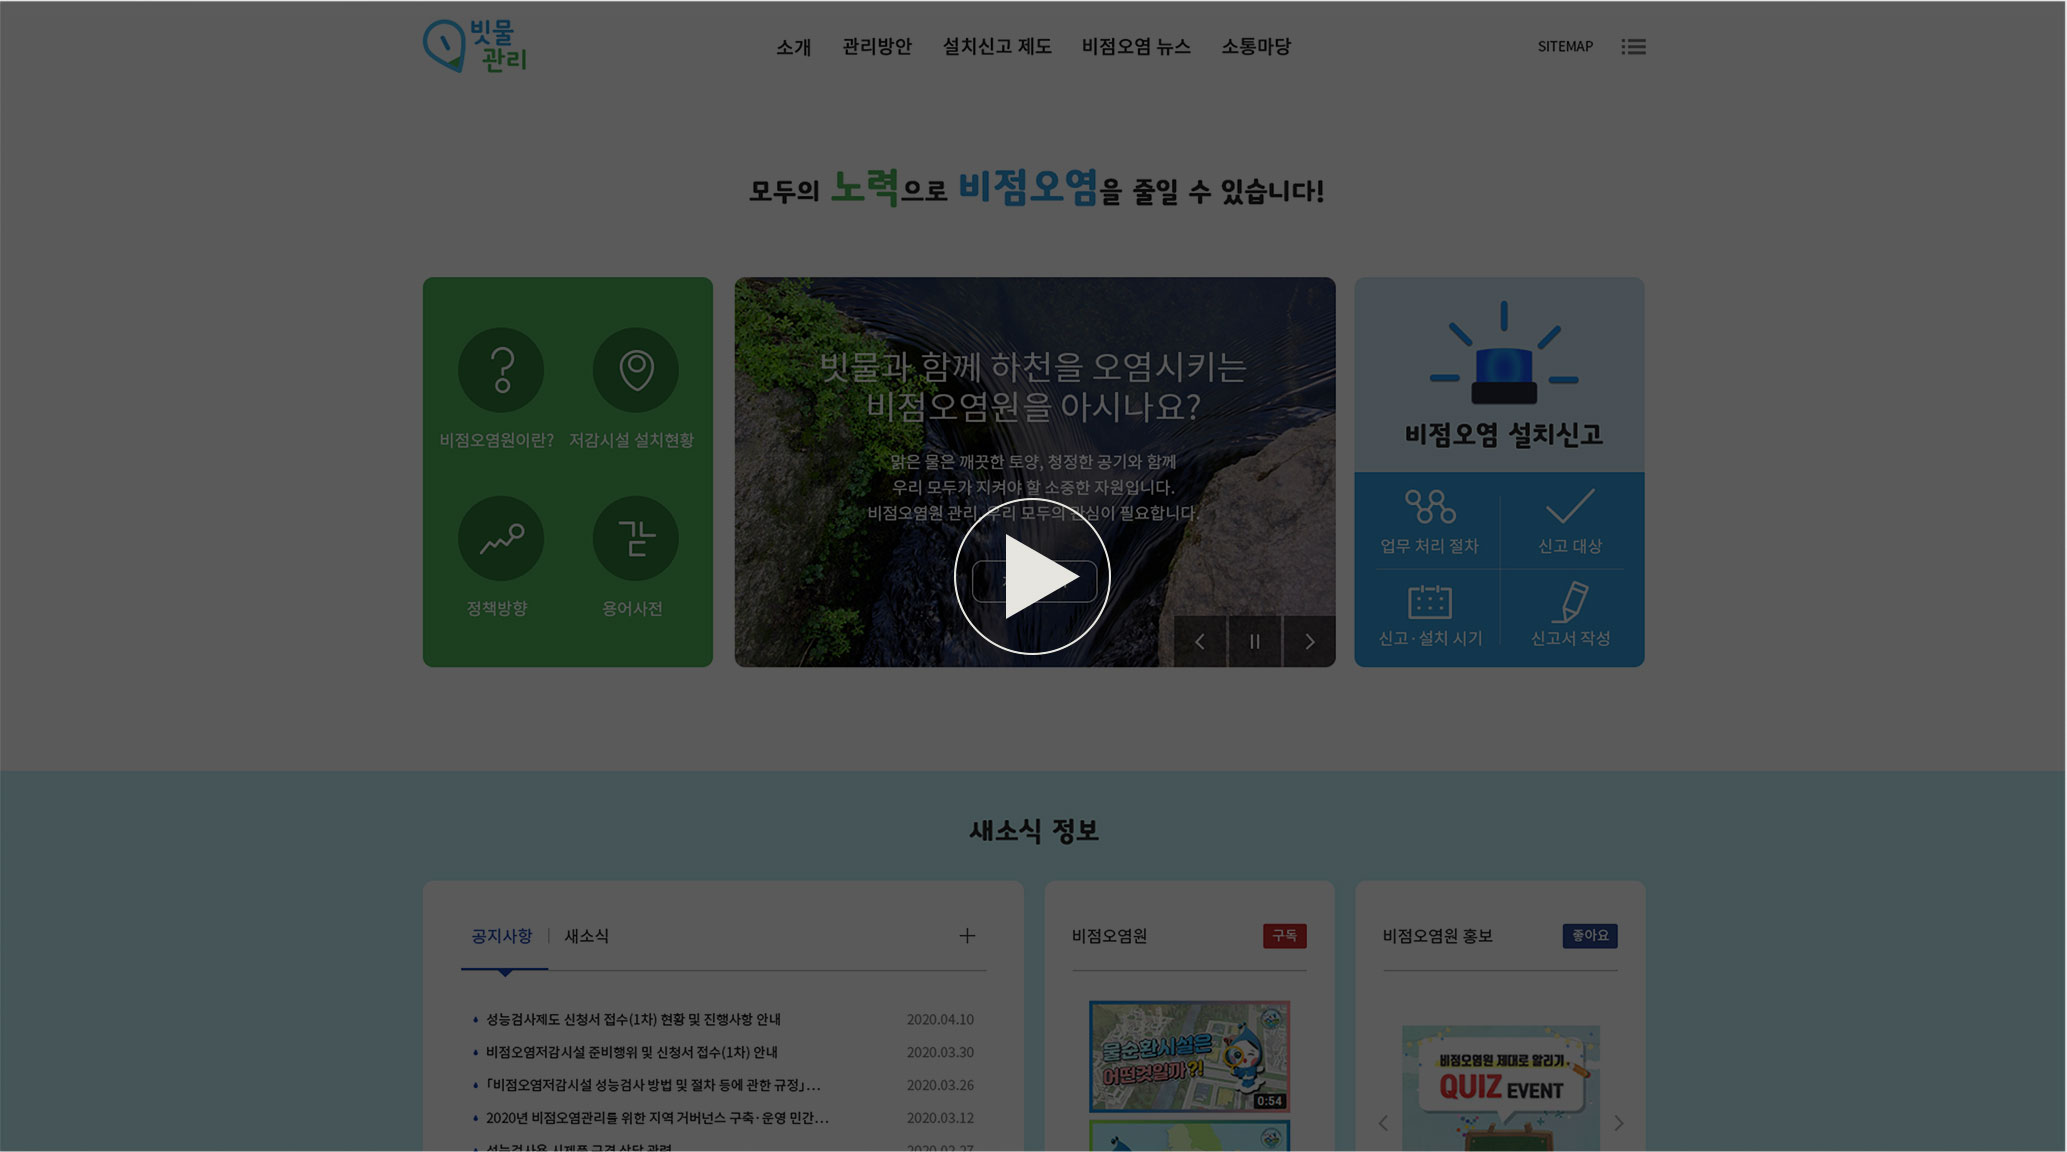 빗물
관리
소개
관리방안
설치신고 제도
비점오염 뉴스
소통마당
SITEMAP
모두의 노력으로 비점오염을 줄일 수 있습니다!
비점오염원이란?
저감시설 설치현황
정책방향
용어사전
빗물과 함께 하천을 오염시키는
비점오염원을 아시나요?
맑은 물은 깨끗한 토양, 청정한 공기와 함께
우리 모두가 지켜야 할 소중한 자원입니다.
비점오염원 관리, 우리 모두의 관심이 필요합니다.
비점오염 설치신고
업무 처리 절차
신고 대상
신고·설치 시기
신고서 작성
새소식 정보
공지사항
새소식
성능검사제도 신청서 접수(1차) 현황 및 진행사항 안내 2020.04.10
비점오염저감시설 준비행위 및 신청서 접수(1차) 안내 2020.03.30
「비점오염저감시설 성능검사 방법 및 절차 등에 관한 규정」... 2020.03.26
2020년 비점오염관리를 위한 지역 거버넌스 구축·운영 민간... 2020.03.12
비점오염원
구독
물순환시설은
어떤것일까?!
0:54
비점오염원 홍보
좋아요
비점오염원 제대로 알리기
QUIZ EVENT